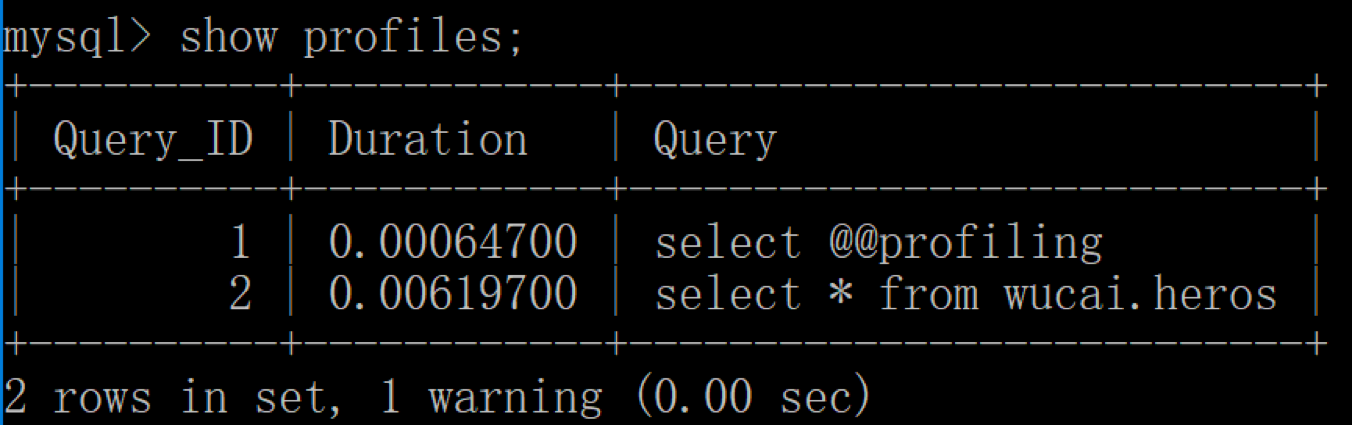 mysql> show profiles;
+----------+------------+---------------------------+
| Query_ID | Duration   | Query                     |
+----------+------------+---------------------------+
|        1 | 0.00064700 | select @@profiling        |
|        2 | 0.00619700 | select * from wucai.heros |
+----------+------------+---------------------------+
2 rows in set, 1 warning (0.00 sec)